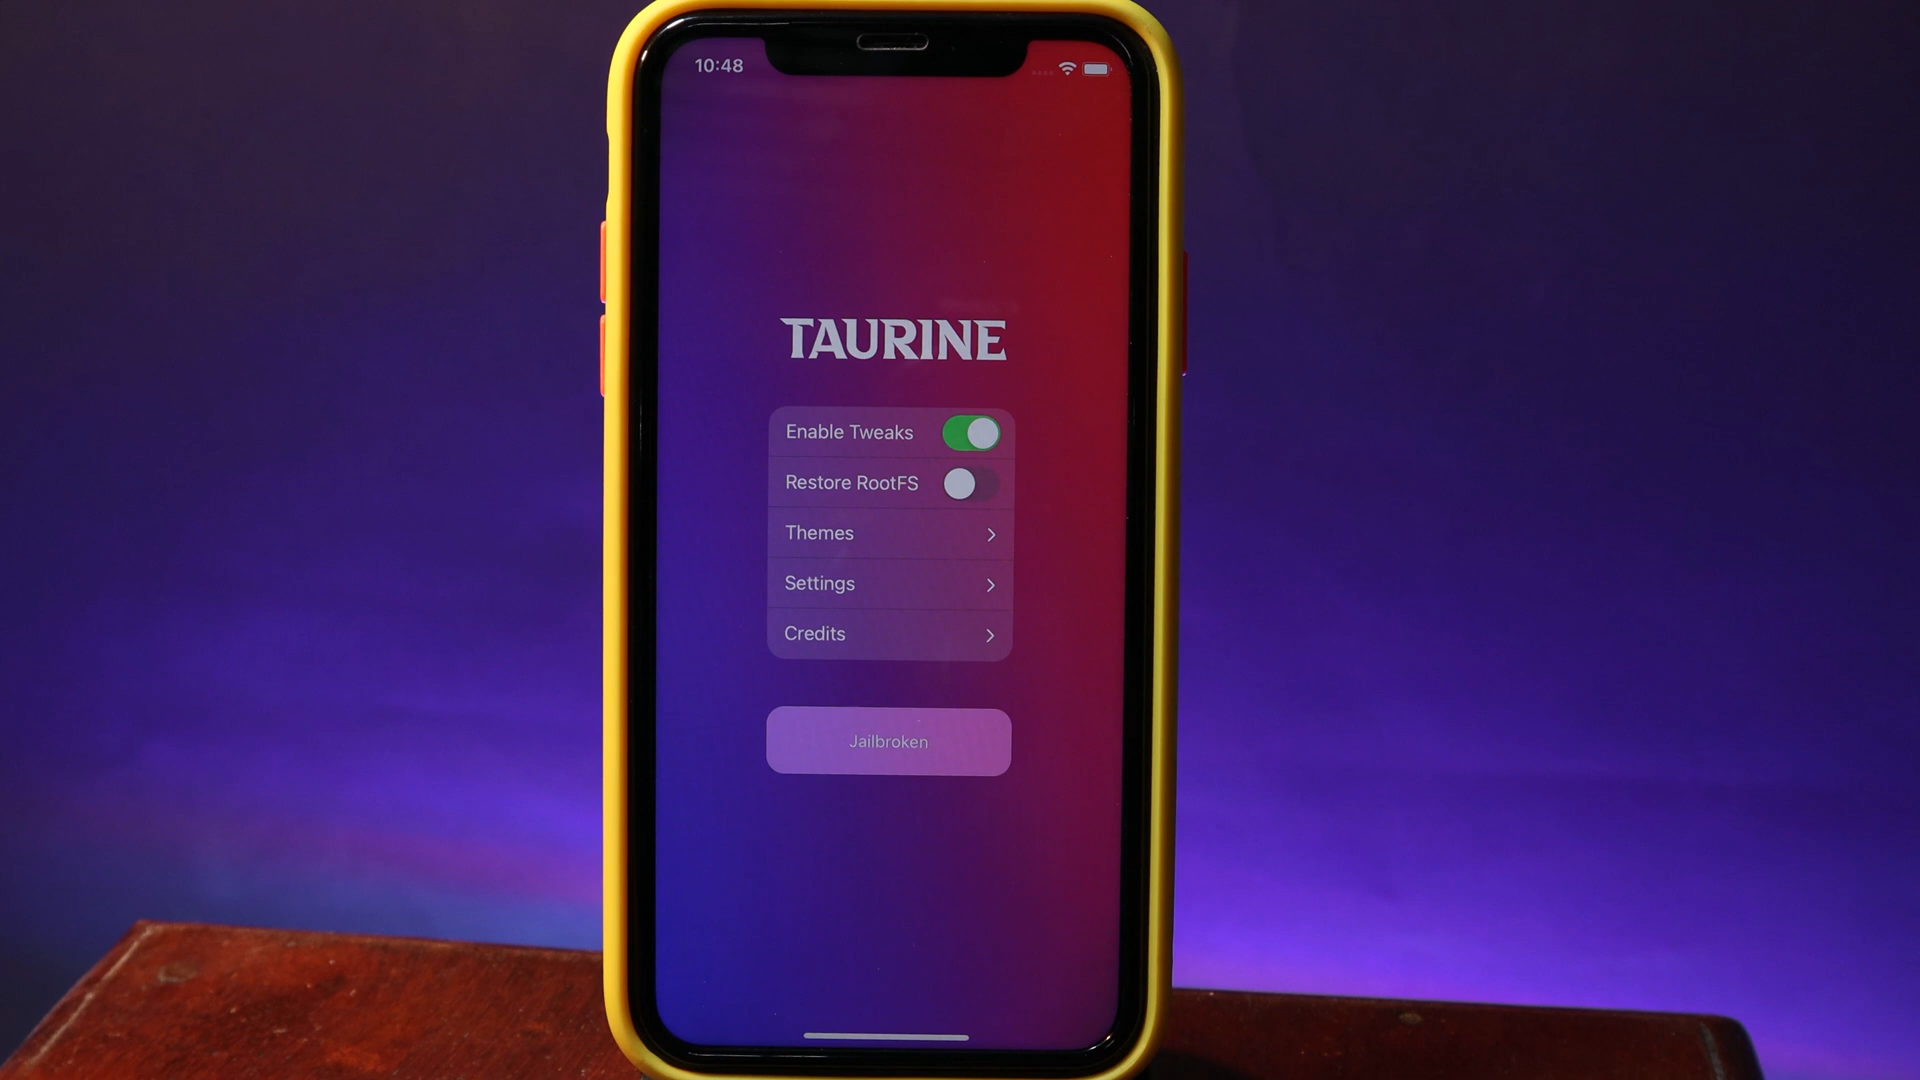 10:48
TAURINE
Enable Tweaks
Restore RootFS
Themes
Settings
Credits
Jailbroken